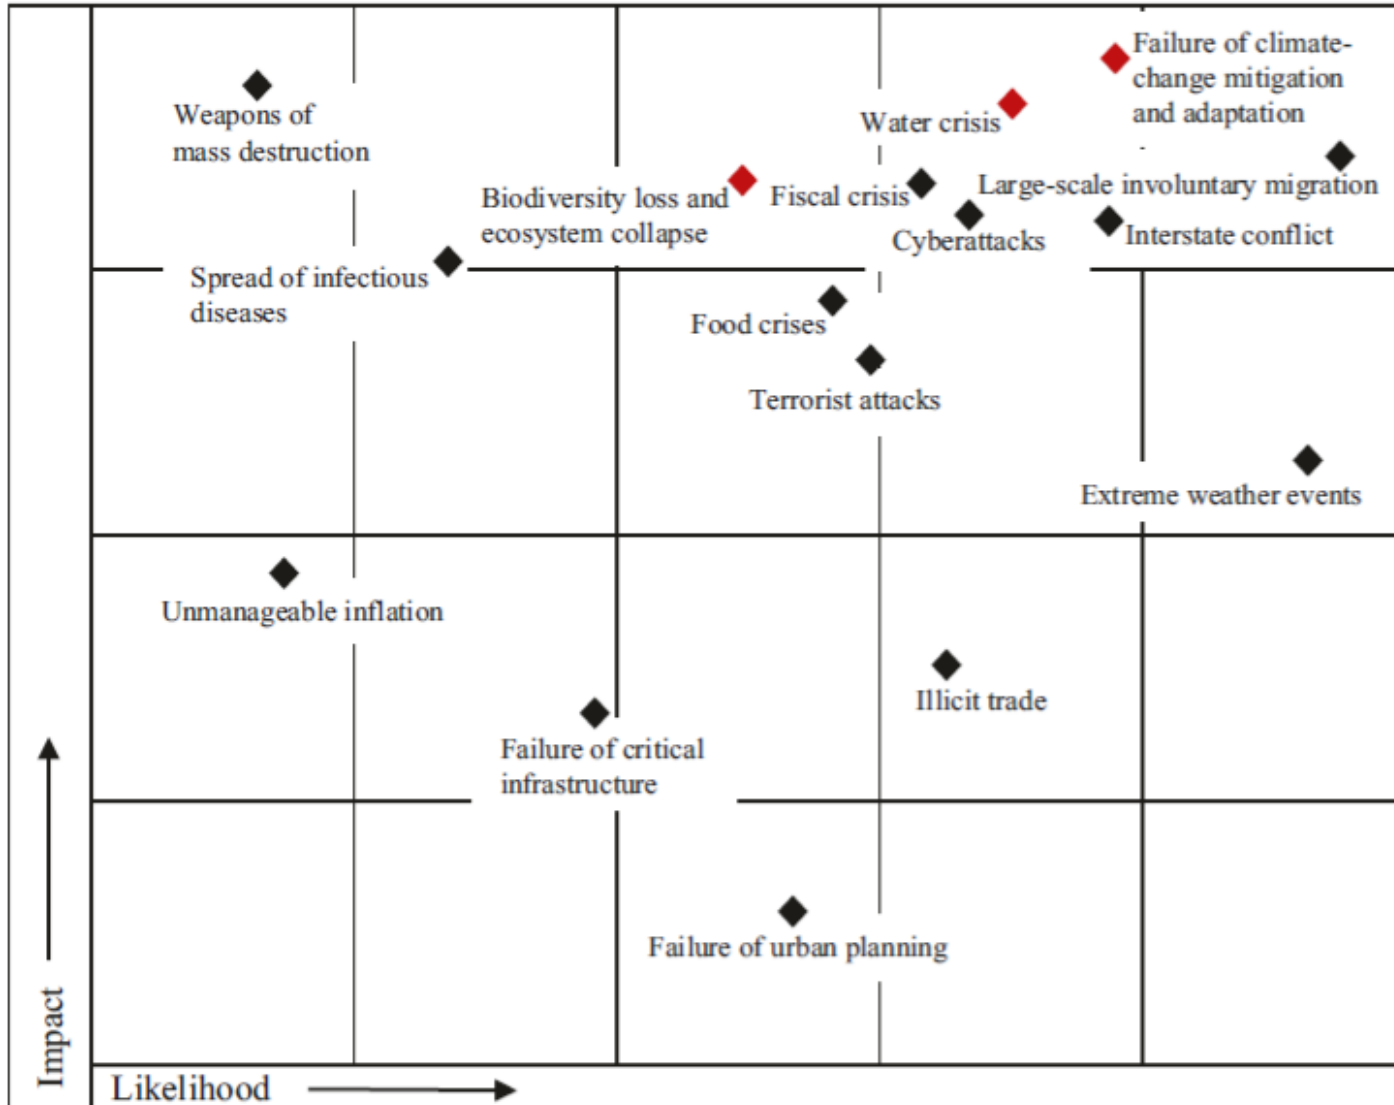 Failure of climate-
change mitigation
and adaptation
Weapons of
mass destruction
Water crisis
Large-scale involuntary migration
Biodiversity loss and
ecosystem collapse
Fiscal crisis
Cyberattacks
Interstate conflict
Spread of infectious
diseases
Food crises
Terrorist attacks
Extreme weather events
Unmanageable inflation
Illicit trade
Failure of critical
infrastructure
Failure of urban planning
Impact
Likelihood